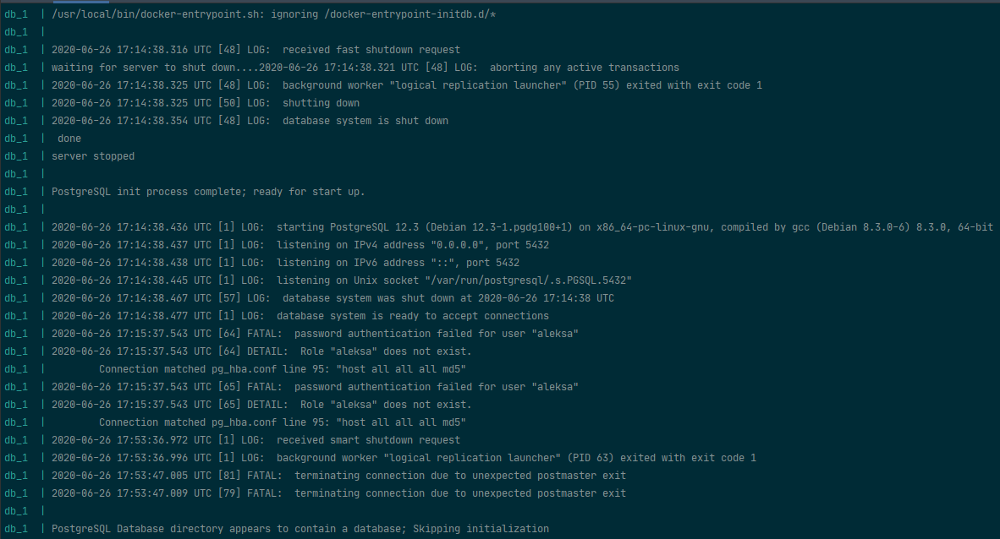 db_1 | /usr/local/bin/docker-entrypoint.sh: ignoring /docker-entrypoint-initdb.d/*
db_1 |
db_1 | 2020-06-26 17:14:38.316 UTC [48] LOG:  received fast shutdown request
db_1 | waiting for server to shut down....2020-06-26 17:14:38.321 UTC [48] LOG:  aborting any active transactions
db_1 | 2020-06-26 17:14:38.325 UTC [48] LOG:  background worker "logical replication launcher" (PID 55) exited with exit code 1
db_1 | 2020-06-26 17:14:38.325 UTC [50] LOG:  shutting down
db_1 | 2020-06-26 17:14:38.354 UTC [48] LOG:  database system is shut down
db_1 |  done
db_1 | server stopped
db_1 |
db_1 | PostgreSQL init process complete; ready for start up.
db_1 |
db_1 | 2020-06-26 17:14:38.436 UTC [1] LOG:  starting PostgreSQL 12.3 (Debian 12.3-1.pgdg100+1) on x86_64-pc-linux-gnu, compiled by gcc (Debian 8.3.0-6) 8.3.0, 64-bit
db_1 | 2020-06-26 17:14:38.437 UTC [1] LOG:  listening on IPv4 address "0.0.0.0", port 5432
db_1 | 2020-06-26 17:14:38.438 UTC [1] LOG:  listening on IPv6 address "::", port 5432
db_1 | 2020-06-26 17:14:38.445 UTC [1] LOG:  listening on Unix socket "/var/run/postgresql/.s.PGSQL.5432"
db_1 | 2020-06-26 17:14:38.467 UTC [57] LOG:  database system was shut down at 2020-06-26 17:14:38 UTC
db_1 | 2020-06-26 17:14:38.477 UTC [1] LOG:  database system is ready to accept connections
db_1 | 2020-06-26 17:15:37.543 UTC [64] FATAL:  password authentication failed for user "aleksa"
db_1 | 2020-06-26 17:15:37.543 UTC [64] DETAIL:  Role "aleksa" does not exist.
db_1 |         Connection matched pg_hba.conf line 95: "host all all all md5"
db_1 | 2020-06-26 17:15:37.543 UTC [65] FATAL:  password authentication failed for user "aleksa"
db_1 | 2020-06-26 17:15:37.543 UTC [65] DETAIL:  Role "aleksa" does not exist.
db_1 |         Connection matched pg_hba.conf line 95: "host all all all md5"
db_1 | 2020-06-26 17:53:36.972 UTC [1] LOG:  received smart shutdown request
db_1 | 2020-06-26 17:53:36.996 UTC [1] LOG:  background worker "logical replication launcher" (PID 63) exited with exit code 1
db_1 | 2020-06-26 17:53:47.005 UTC [81] FATAL:  terminating connection due to unexpected postmaster exit
db_1 | 2020-06-26 17:53:47.009 UTC [79] FATAL:  terminating connection due to unexpected postmaster exit
db_1 |
db_1 | PostgreSQL Database directory appears to contain a database; Skipping initialization